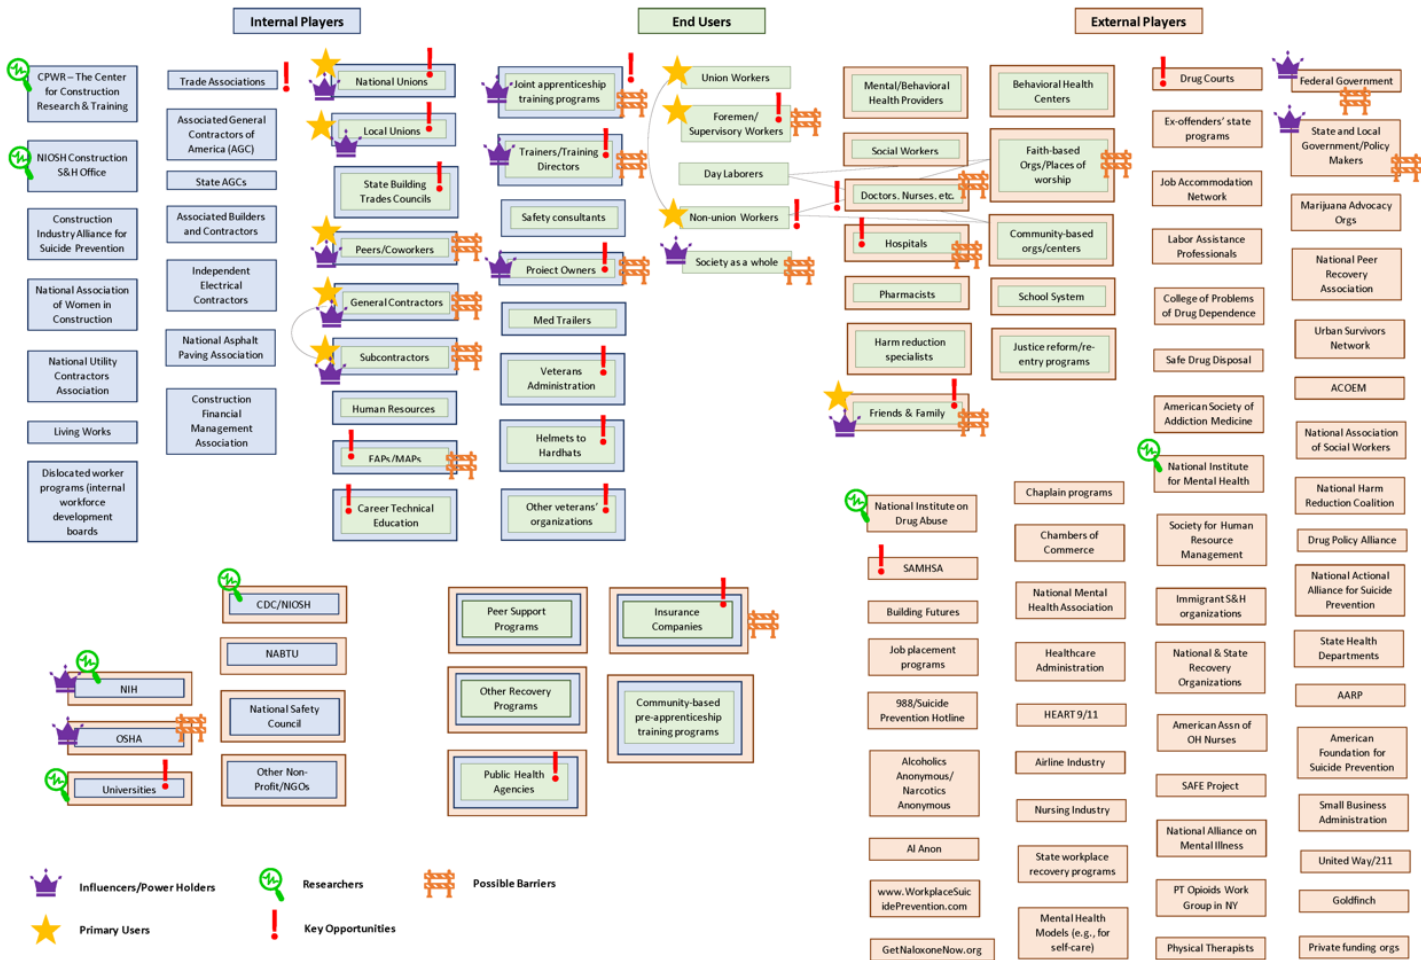 Internal Players
End Users
External Players
CPWR – The Center
for Construction
Research & Training
NIOSH Construction
S&H Office
Construction
Industry Alliance for
Suicide Prevention
National Association
of Women in
Construction
National Utility
Contractors
Association
Living Works
Dislocated worker
programs (internal
workforce
development
boards
Trade Associations
Associated General
Contractors of
America (AGC)
State AGCs
Associated Builders
and Contractors
Independent
Electrical
Contractors
National Asphalt
Paving Association
Construction
Financial
Management
Association
National Unions
Local Unions
State Building
Trades Councils
Peers/Coworkers
General Contractors
Subcontractors
Human Resources
FAPs/MAPs
Career Technical
Education
Joint apprenticeship
training programs
Trainers/Training
Directors
Safety consultants
Project Owners
Med Trailers
Veterans
Administration
Helmets to
Hardhats
Other veterans'
organizations
Union Workers
Foremen/
Supervisory Workers
Day Laborers
Non-union Workers
Society as a whole
Mental/Behavioral
Health Providers
Social Workers
Doctors, Nurses, etc.
Hospitals
Pharmacists
Harm reduction
specialists
Friends & Family
Behavioral Health
Centers
Faith-based
Orgs/Places of
worship
Community-based
orgs/centers
School System
Justice reform/re-
entry programs
Drug Courts
Ex-offenders' state
programs
Job Accommodation
Network
Labor Assistance
Professionals
College of Problems
of Drug Dependence
Safe Drug Disposal
American Society of
Addiction Medicine
National Institute
for Mental Health
Society for Human
Resource
Management
Immigrant S&H
organizations
National & State
Recovery
Organizations
American Assn of
OH Nurses
SAFE Project
National Alliance on
Mental Illness
PT Opioids Work
Group in NY
Physical Therapists
Federal Government
State and Local
Government/Policy
Makers
Marijuana Advocacy
Orgs
National Peer
Recovery
Association
Urban Survivors
Network
ACOEM
National Association
of Social Workers
National Harm
Reduction Coalition
Drug Policy Alliance
National Actional
Alliance for Suicide
Prevention
State Health
Departments
AARP
American
Foundation for
Suicide Prevention
Small Business
Administration
United Way/211
Goldfinch
Private funding orgs
National Institute on
Drug Abuse
SAMHSA
Building Futures
Job placement
programs
988/Suicide
Prevention Hotline
Alcoholics
Anonymous/
Narcotics
Anonymous
Al Anon
www.WorkplaceSuic
idePrevention.com
GetNaloxoneNow.org
Chaplain programs
Chambers of
Commerce
National Mental
Health Association
Healthcare
Administration
HEART 9/11
Airline Industry
Nursing Industry
State workplace
recovery programs
Mental Health
Models (e.g., for
self-care)
NIH
OSHA
Universities
CDC/NIOSH
NABTU
National Safety
Council
Other Non-
Profit/NGOs
Peer Support
Programs
Other Recovery
Programs
Public Health
Agencies
Insurance
Companies
Community-based
pre-apprenticeship
training programs
Influencers/Power Holders
Researchers
Possible Barriers
Primary Users
Key Opportunities